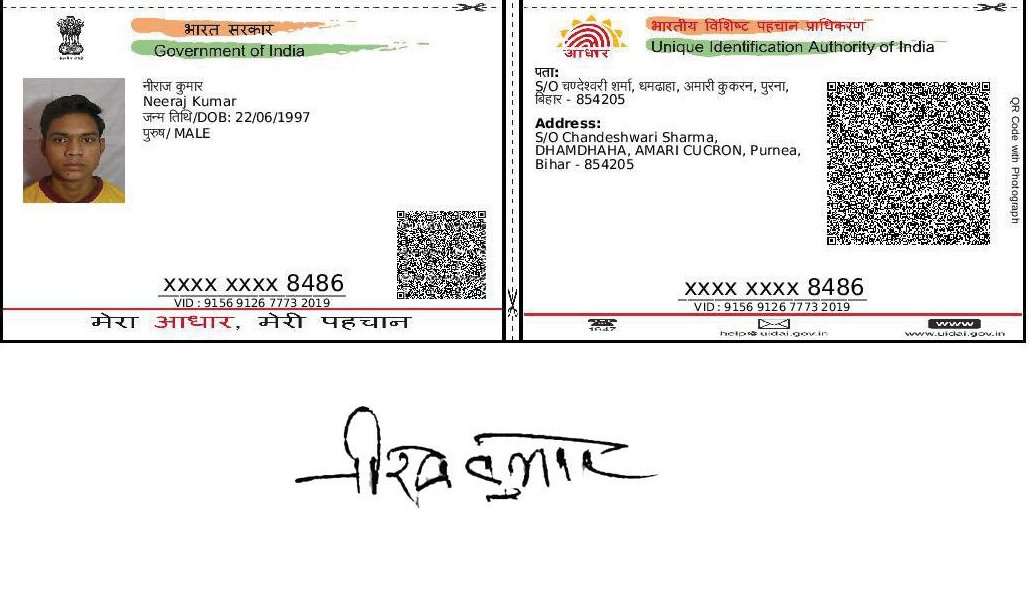 भारत सरकार
Government of India
नीराज कुमार
Neeraj Kumar
जन्म तिथि/DOB: 22/06/1997
पुरुष/ MALE
xxxx xxxx 8486
VID : 9156 9126 7773 2019
मेरा आधार, मेरी पहचान
आधार
भारतीय विशिष्ट पहचान प्राधिकरण
Unique Identification Authority of India
पता:
S/O चण्देश्वरी शर्मा, धमढाहा, अमारी कुकरन, पुरना,
बिहार - 854205
Address:
S/O Chandeshwari Sharma,
DHAMDHAHA, AMARI CUCRON, Purnea,
Bihar - 854205
QR Code with Photograph
xxxx xxxx 8486
VID : 9156 9126 7773 2019
1947
help@uidai.gov.in
www
www.uidai.gov.in
नीरज कुमार